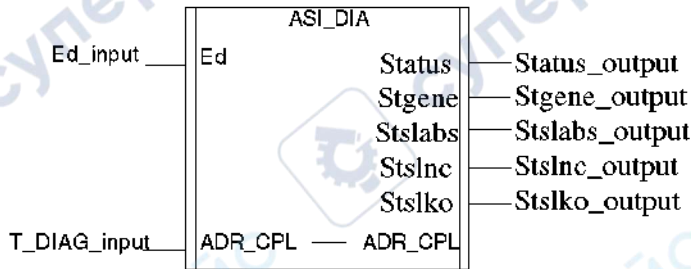 ASI_DIA
Ed_input Ed
Status Status_output
Stgene Stgene_output
Stslabs Stslabs_output
Stslnc Stslnc_output
Stslko Stslko_output
T_DIAG_input ADR_CPL ADR_CPL